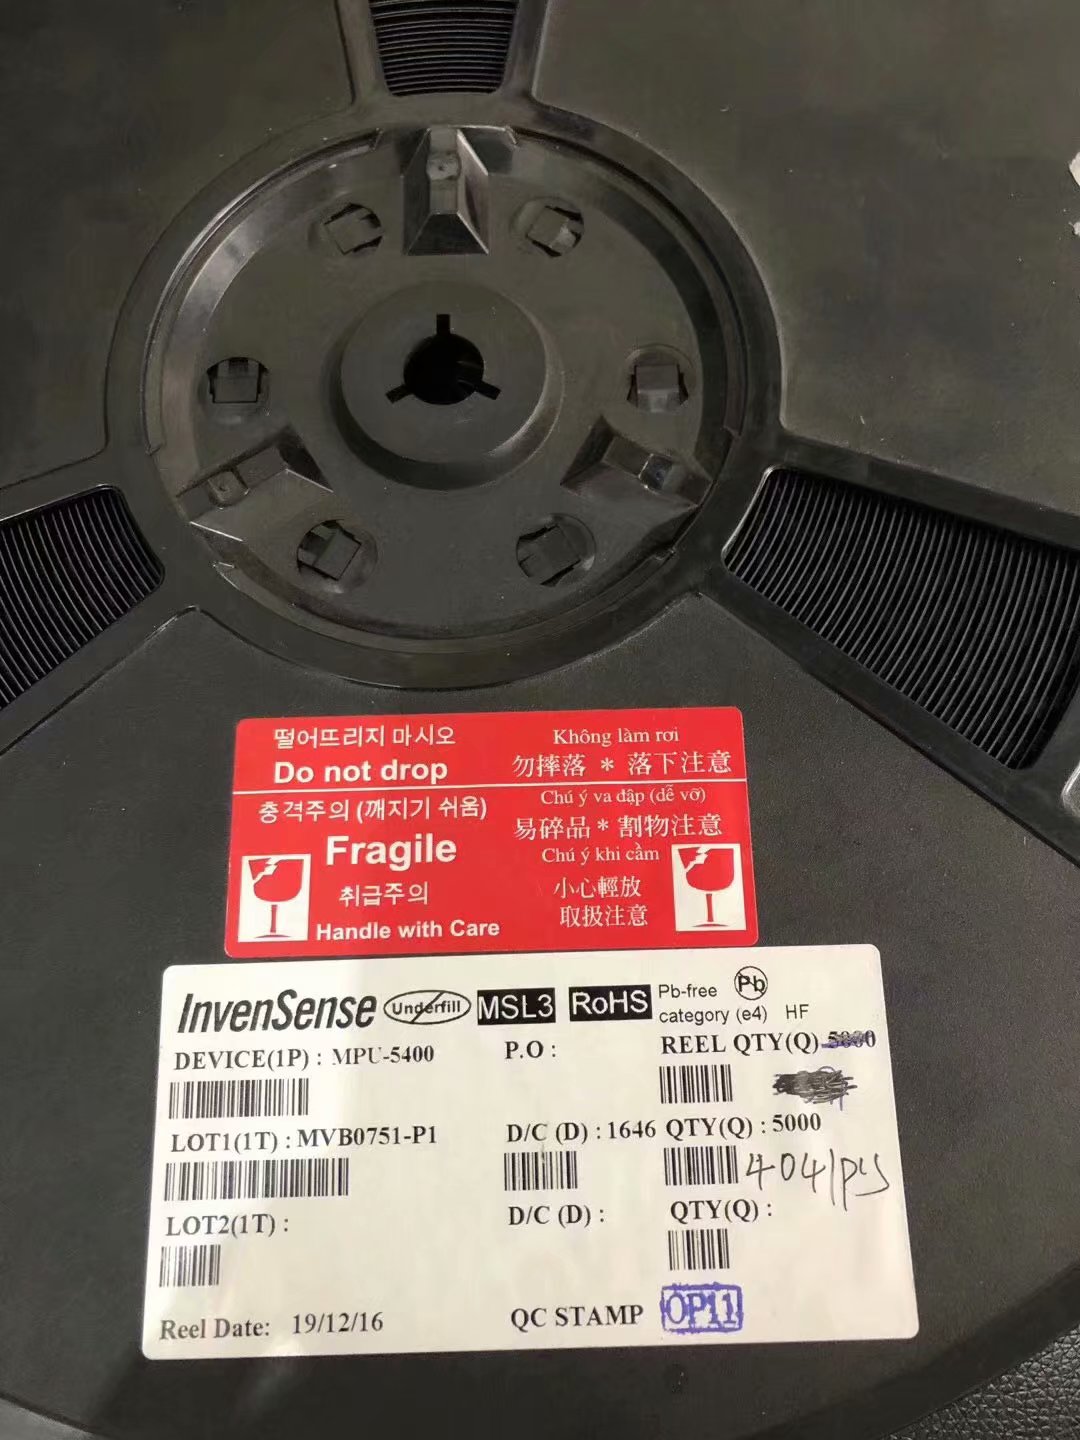 떨어뜨리지 마시오
Do not drop
Không làm rơi
勿摔落 * 落下注意
충격주의 (깨지기 쉬움)
Fragile
취급주의
Handle with Care
Chú ý va đập (dễ vỡ)
易碎品 * 割物注意
Chú ý khi cầm
小心輕放
取扱注意
InvenSense Underfill MSL3 RoHS Pb-free Pb
category (e4) HF
DEVICE(1P) : MPU-5400 P.O : REEL QTY(Q) 5000
LOT1(1T) : MVB0751-P1 D/C (D) : 1646 QTY(Q) : 5000
4041pcs
LOT2(1T) : D/C (D) : QTY(Q) :
Reel Date: 19/12/16 QC STAMP OP11